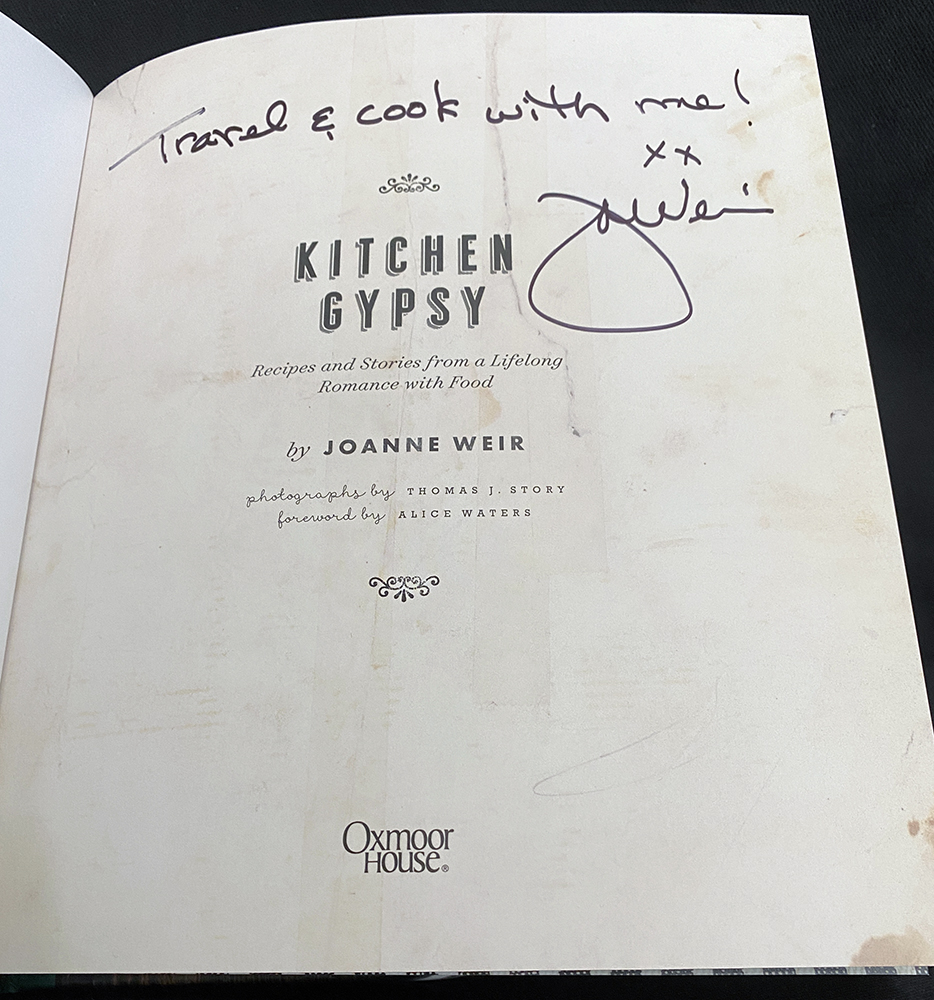 Travel & cook with me!
xx
JoWeir
KITCHEN
GYPSY
Recipes and Stories from a Lifelong
Romance with Food
by JOANNE WEIR
photographs by THOMAS J. STORY
foreword by ALICE WATERS
Oxmoor
HOUSE®